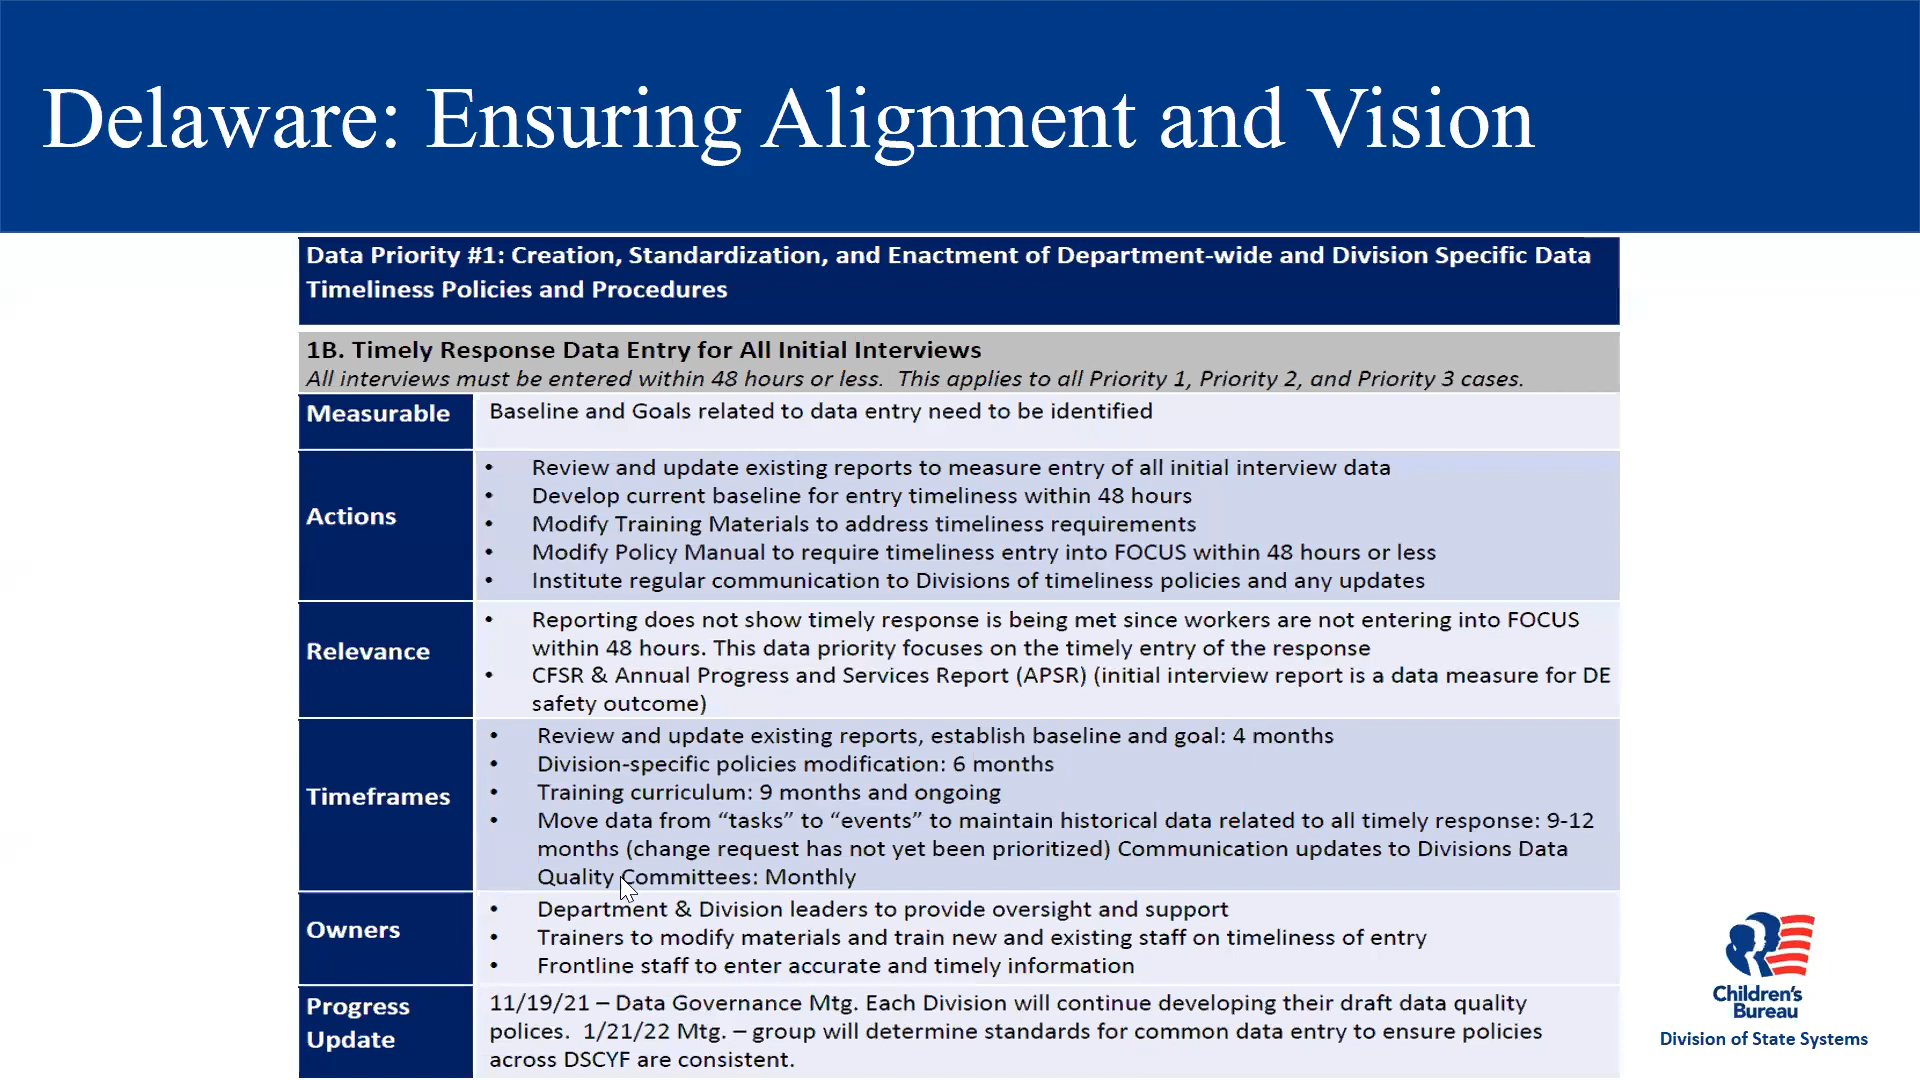 Delaware: Ensuring Alignment and Vision
Data Priority #1: Creation, Standardization, and Enactment of Department-wide and Division Specific Data
Timeliness Policies and Procedures
1B. Timely Response Data Entry for All Initial Interviews
All interviews must be entered within 48 hours or less. This applies to all Priority 1, Priority 2, and Priority 3 cases.
Measurable
Baseline and Goals related to data entry need to be identified
Actions
• Review and update existing reports to measure entry of all initial interview data
• Develop current baseline for entry timeliness within 48 hours
• Modify Training Materials to address timeliness requirements
• Modify Policy Manual to require timeliness entry into FOCUS within 48 hours or less
• Institute regular communication to Divisions of timeliness policies and any updates
Relevance
• Reporting does not show timely response is being met since workers are not entering into FOCUS
within 48 hours. This data priority focuses on the timely entry of the response
• CFSR & Annual Progress and Services Report (APSR) (initial interview report is a data measure for DE
safety outcome)
Timeframes
• Review and update existing reports, establish baseline and goal: 4 months
• Division-specific policies modification: 6 months
• Training curriculum: 9 months and ongoing
• Move data from “tasks” to “events” to maintain historical data related to all timely response: 9-12
months (change request has not yet been prioritized) Communication updates to Divisions Data
Quality Committees: Monthly
Owners
• Department & Division leaders to provide oversight and support
• Trainers to modify materials and train new and existing staff on timeliness of entry
• Frontline staff to enter accurate and timely information
Progress
Update
11/19/21 – Data Governance Mtg. Each Division will continue developing their draft data quality
polices. 1/21/22 Mtg. – group will determine standards for common data entry to ensure policies
across DSCYF are consistent.
Children's
Bureau
Division of State Systems